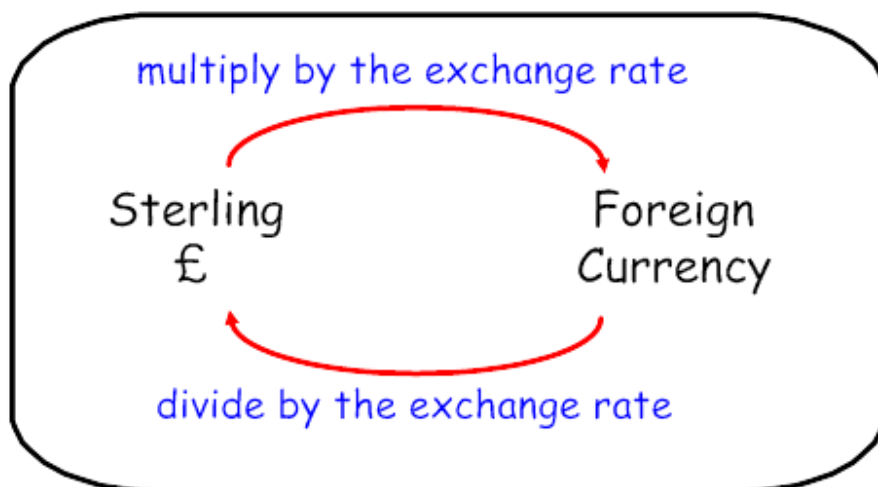 multiply by the exchange rate
Sterling
£
Foreign
Currency
divide by the exchange rate